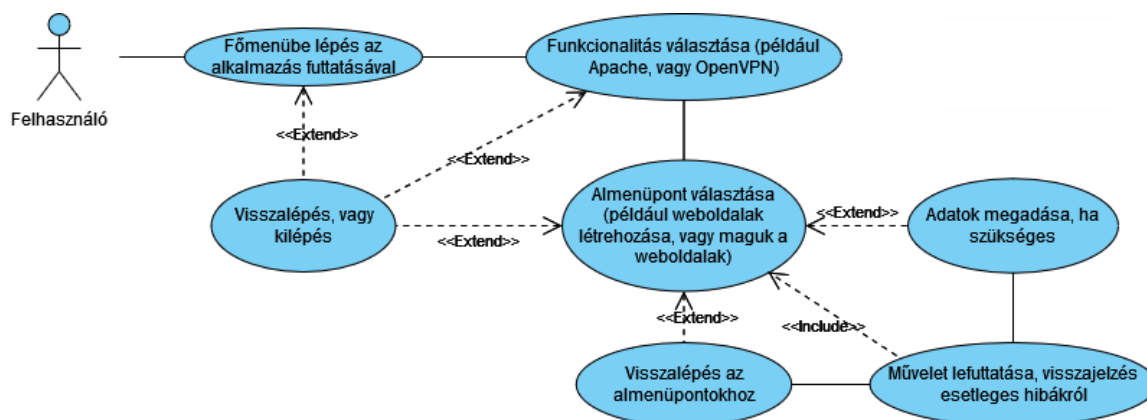 Felhasználó
Főmenübe lépés az
alkalmazás futtatásával
Funkcionalitás választása (például
Apache, vagy OpenVPN)
<<Extend>>
<<Extend>>
Visszalépés, vagy
kilépés
<<Extend>>
Almenüpont választása
(például weboldalak
létrehozása, vagy maguk a
weboldalak)
<<Extend>>
Adatok megadása, ha
szükséges
<<Extend>>
<<Include>>
Visszalépés az
almenüpontokhoz
Művelet lefuttatása, visszajelzés
esetleges hibákról